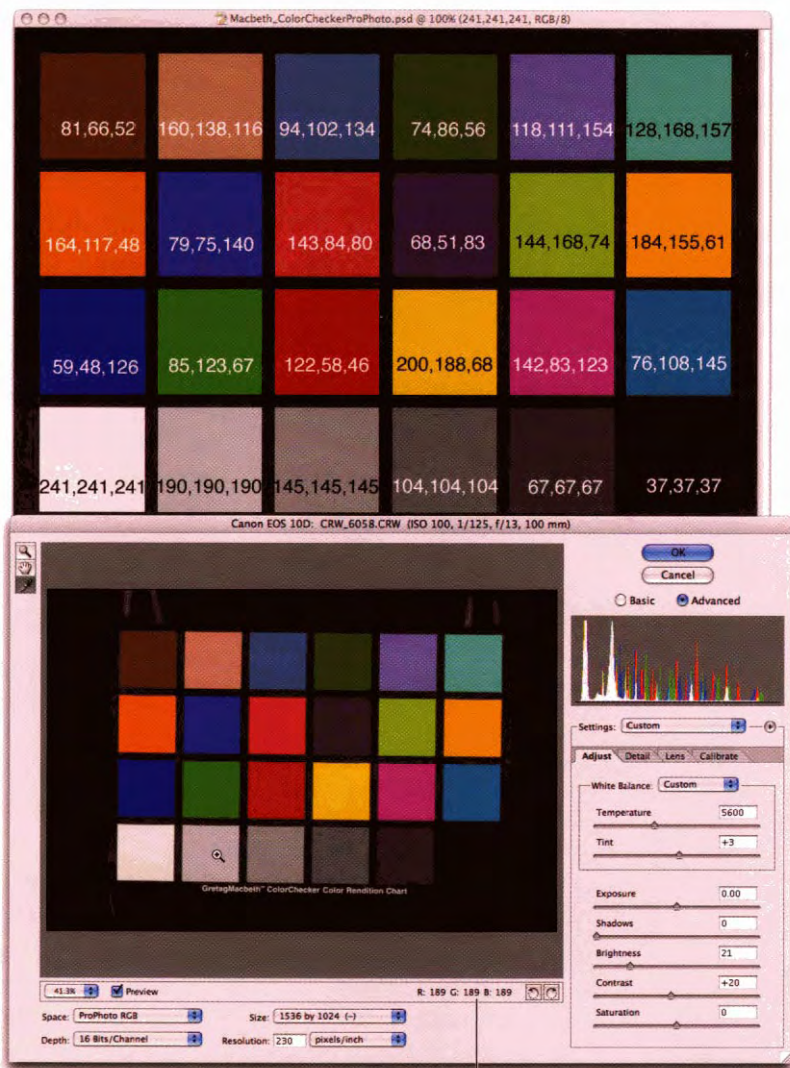 Macbeth_ColorCheckerProPhoto.psd @ 100% (241,241,241, RGB/8)
81,66,52 160,138,116 94,102,134 74,86,56 118,111,154 128,168,157
164,117,48 79,75,140 143,84,80 68,51,83 144,168,74 184,155,61
59,48,126 85,123,67 122,58,46 200,188,68 142,83,123 76,108,145
241,241,241 190,190,190 145,145,145 104,104,104 67,67,67 37,37,37
Canon EOS 10D: CRW_6058.CRW (ISO 100, 1/125, f/13, 100 mm)
OK
Cancel
Basic Advanced
Settings: Custom
Adjust Detail Lens Calibrate
White Balance: Custom
Temperature 5600
Tint +3
Exposure 0.00
Shadows 0
Brightness 21
Contrast +20
Saturation 0
GretagMacbeth™ ColorChecker Color Rendition Chart
41.3% Preview R: 189 G: 189 B: 189
Space: ProPhoto RGB Size: 1536 by 1024 (-)
Depth: 16 Bits/Channel Resolution: 230 pixels/inch